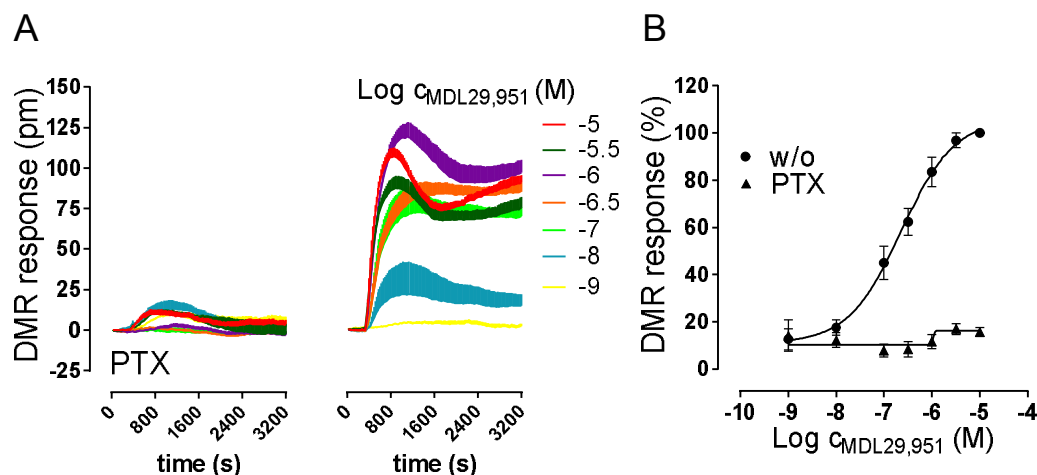 A
DMR response (pm)
150
125
100
75
50
25
0
-25
PTX
0
800
1600
2400
3200
time (s)
Log cMDL29,951 (M)
-5
-5.5
-6
-6.5
-7
-8
-9
0
800
1600
2400
3200
time (s)
B
DMR response (%)
120
100
80
60
40
20
0
w/o
PTX
-10 -9 -8 -7 -6 -5 -4
Log cMDL29,951 (M)